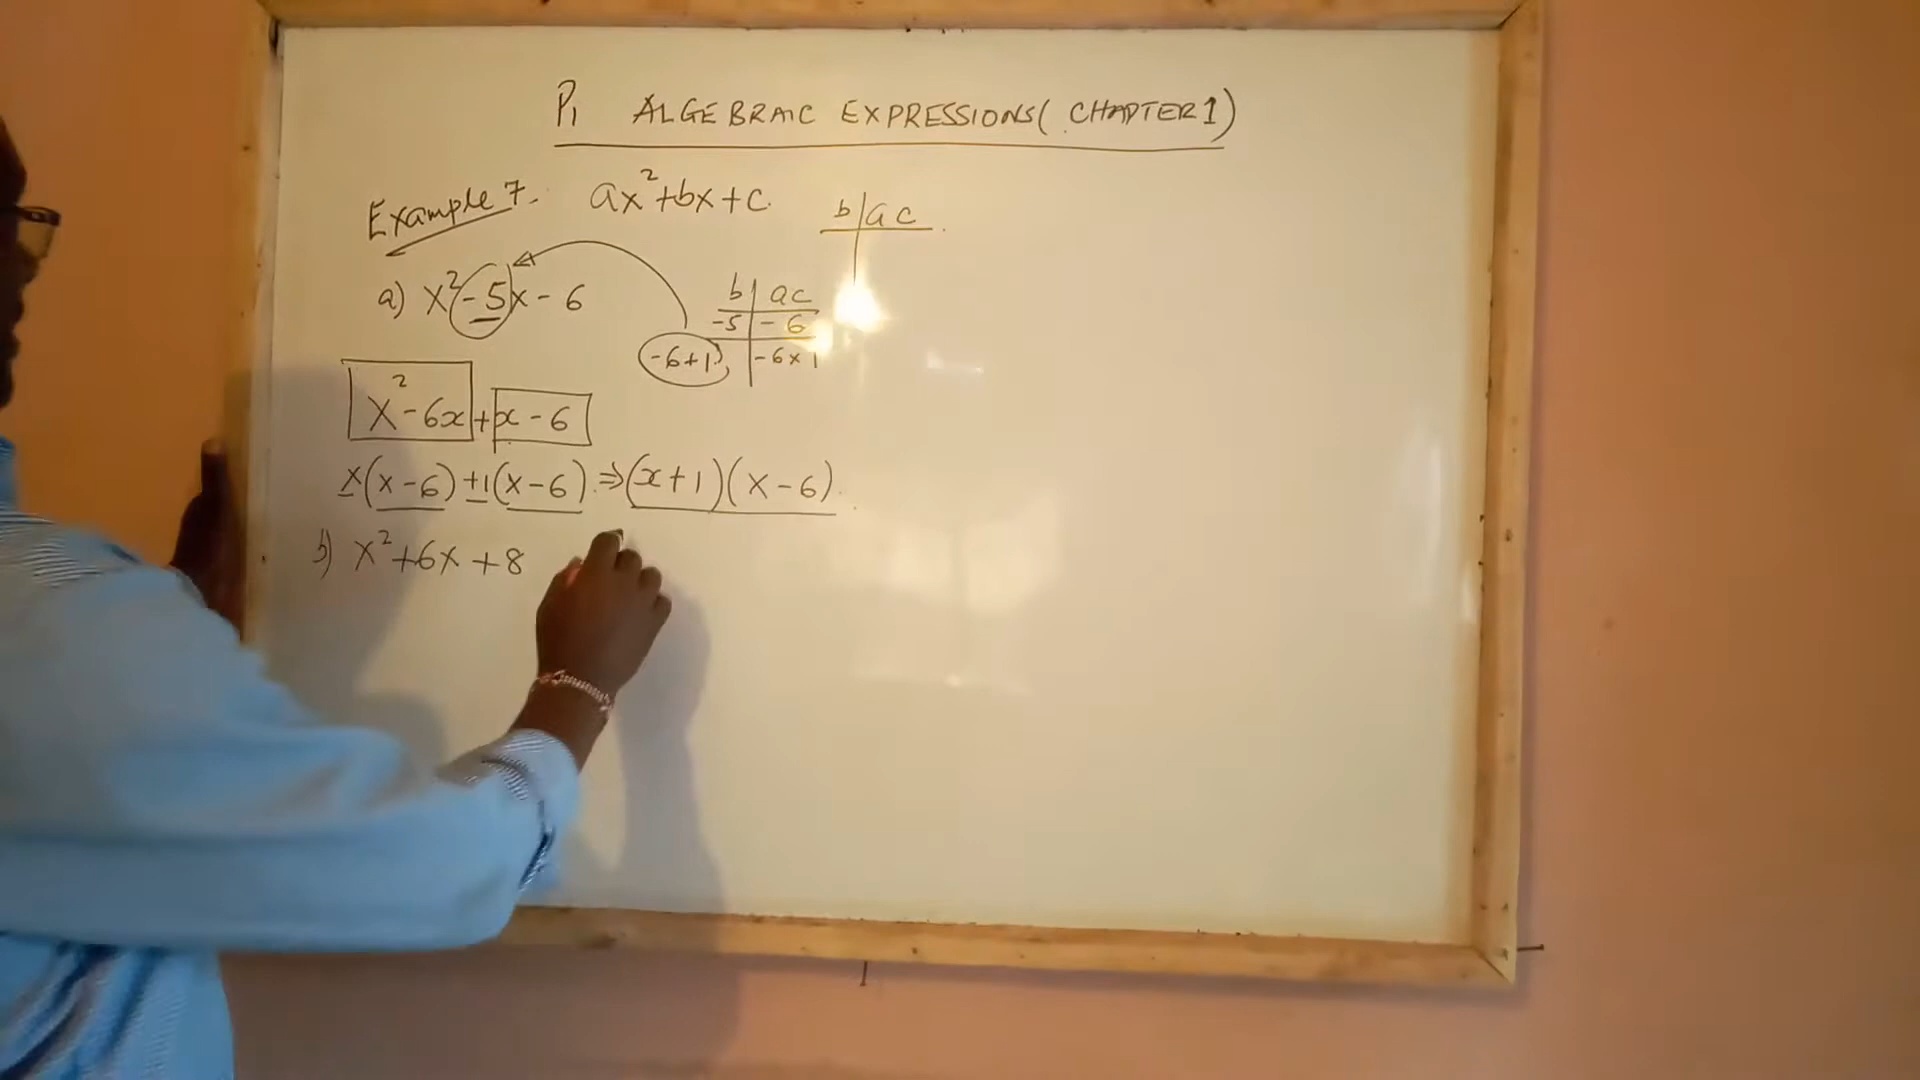 P₁ ALGEBRAIC EXPRESSIONS( CHAPTER 1)
Example 7. ax²+bx+c.
b | ac
a) x² - 5x - 6
b | ac
-5 | - 6
-6+1 | -6 x 1
x² - 6x + x - 6
x(x - 6) +1(x - 6) ⇒ (x+1)(x - 6).
b) x² +6x + 8